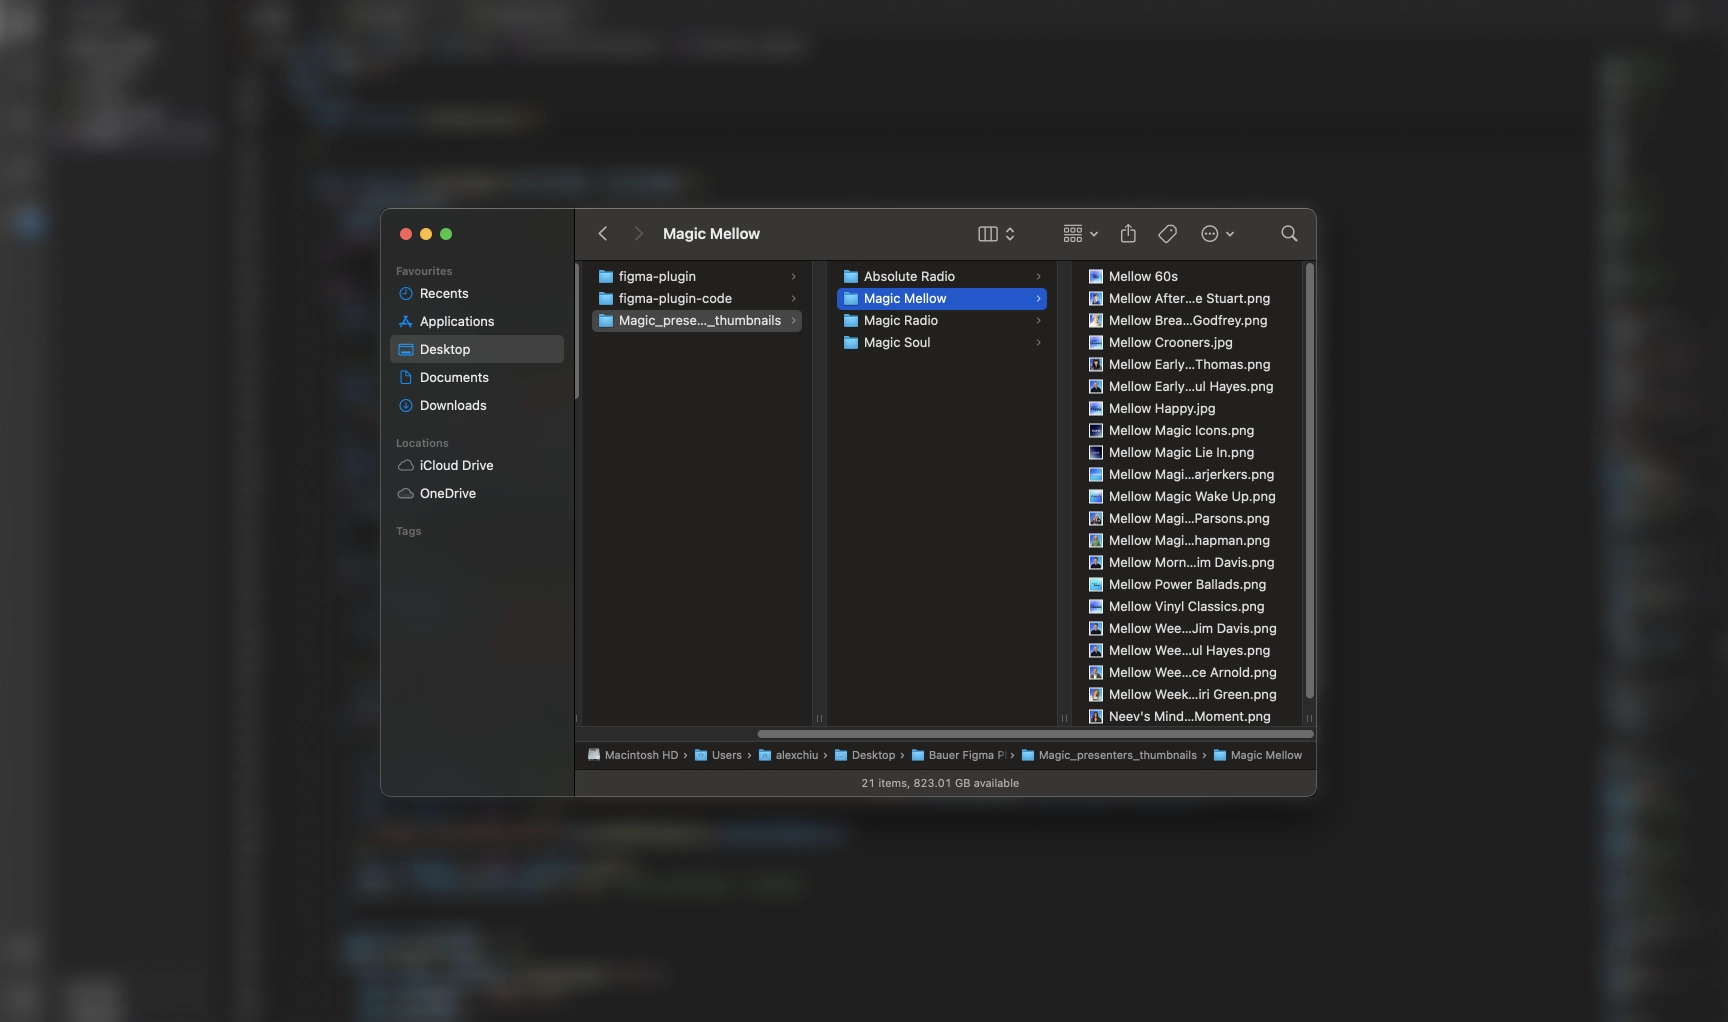 Magic Mellow
Favourites
Recents
Applications
Desktop
Documents
Downloads
Locations
iCloud Drive
OneDrive
Tags
figma-plugin
figma-plugin-code
Magic_prese..._thumbnails
Absolute Radio
Magic Mellow
Magic Radio
Magic Soul
Mellow 60s
Mellow After...e Stuart.png
Mellow Brea...Godfrey.png
Mellow Crooners.jpg
Mellow Early...Thomas.png
Mellow Early...ul Hayes.png
Mellow Happy.jpg
Mellow Magic Icons.png
Mellow Magic Lie In.png
Mellow Magi...arjerkers.png
Mellow Magic Wake Up.png
Mellow Magi...Parsons.png
Mellow Magi...hapman.png
Mellow Morn...im Davis.png
Mellow Power Ballads.png
Mellow Vinyl Classics.png
Mellow Wee...Jim Davis.png
Mellow Wee...ul Hayes.png
Mellow Wee...ce Arnold.png
Mellow Week...iri Green.png
Neev's Mind...Moment.png
Macintosh HD › Users › alexchiu › Desktop › Bauer Figma Pl › Magic_presenters_thumbnails › Magic Mellow
21 items, 823.01 GB available